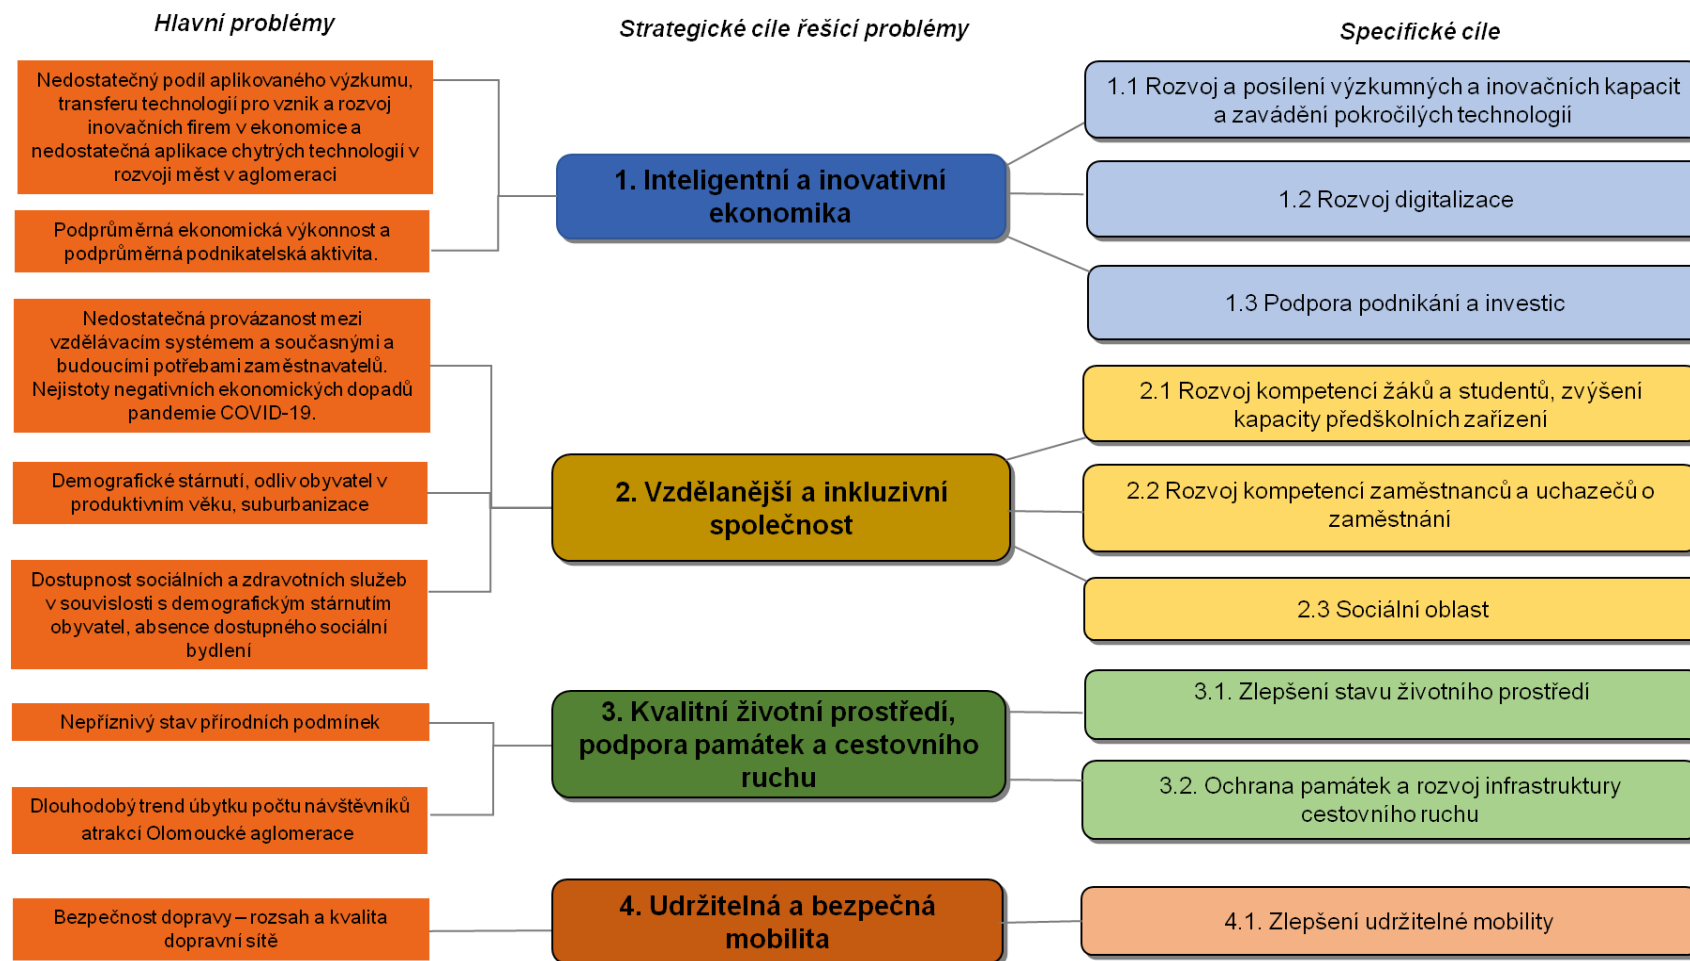 Hlavní problémy
Strategické cíle řešící problémy
Specifické cíle
Nedostatečný podíl aplikovaného výzkumu,
transferu technologií pro vznik a rozvoj
inovačních firem v ekonomice a
nedostatečná aplikace chytrých technologií v
rozvoji měst v aglomeraci
Podprůměrná ekonomická výkonnost a
podprůměrná podnikatelská aktivita.
1. Inteligentní a inovativní
ekonomika
1.1 Rozvoj a posílení výzkumných a inovačních kapacit
a zavádění pokročilých technologií
1.2 Rozvoj digitalizace
1.3 Podpora podnikání a investic
Nedostatečná provázanost mezi
vzdělávacím systémem a současnými a
budoucími potřebami zaměstnavatelů.
Nejistoty negativních ekonomických dopadů
pandemie COVID-19.
Demografické stárnutí, odliv obyvatel v
produktivním věku, suburbanizace
Dostupnost sociálních a zdravotních služeb
v souvislosti s demografickým stárnutím
obyvatel, absence dostupného sociální
bydlení
2. Vzdělanější a inkluzivní
společnost
2.1 Rozvoj kompetencí žáků a studentů, zvýšení
kapacity předškolních zařízení
2.2 Rozvoj kompetencí zaměstnanců a uchazečů o
zaměstnání
2.3 Sociální oblast
Nepříznivý stav přírodních podmínek
Dlouhodobý trend úbytku počtu návštěvníků
atrakcí Olomoucké aglomerace
3. Kvalitní životní prostředí,
podpora památek a cestovního
ruchu
3.1. Zlepšení stavu životního prostředí
3.2. Ochrana památek a rozvoj infrastruktury
cestovního ruchu
Bezpečnost dopravy – rozsah a kvalita
dopravní sítě
4. Udržitelná a bezpečná
mobilita
4.1. Zlepšení udržitelné mobility